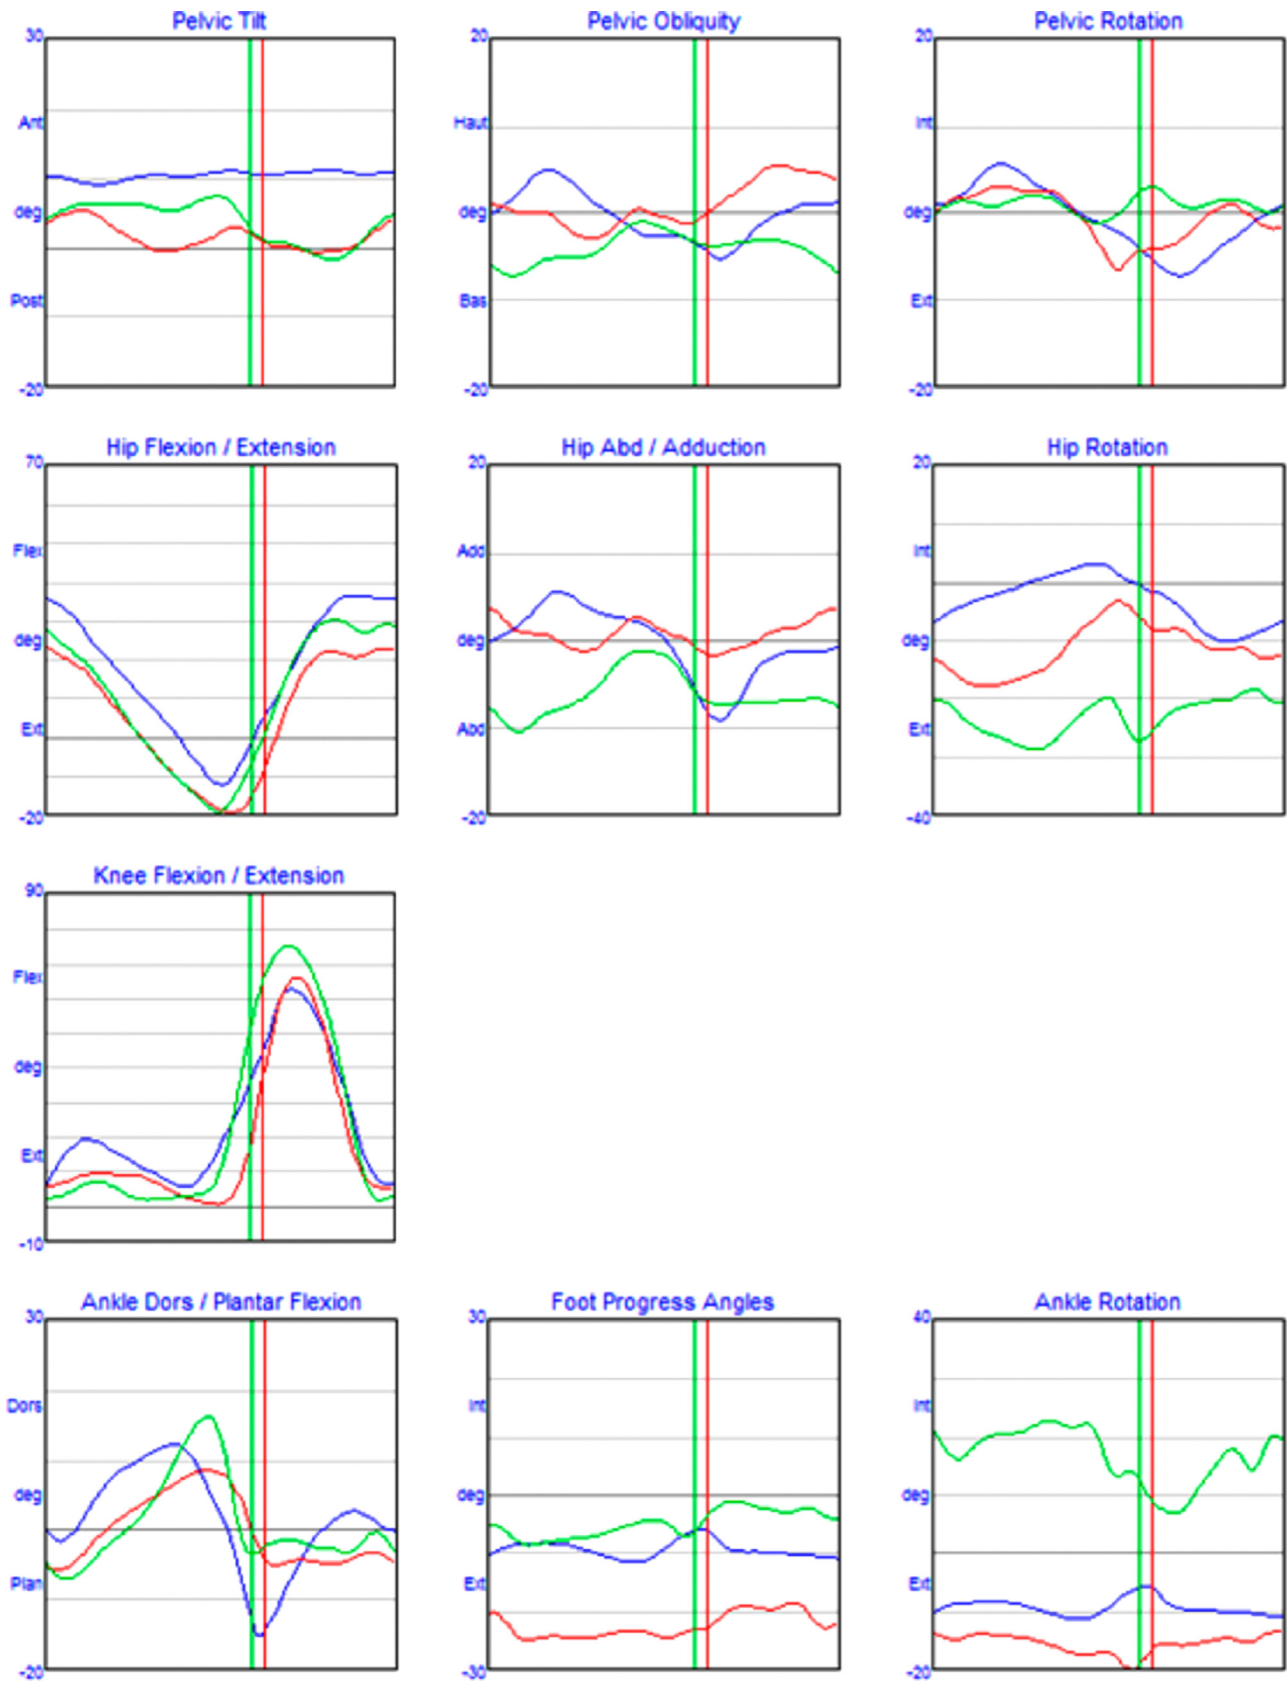 Pelvic Tilt
30
Ant
deg
Post
-20
Pelvic Obliquity
20
Haut
deg
Bas
-20
Pelvic Rotation
20
Int
deg
Ext
-20
Hip Flexion / Extension
70
Flex
deg
Ext
-20
Hip Abd / Adduction
20
Add
deg
Abd
-20
Hip Rotation
20
Int
deg
Ext
-40
Knee Flexion / Extension
90
Flex
deg
Ext
-10
Ankle Dors / Plantar Flexion
30
Dors
deg
Plan
-20
Foot Progress Angles
30
Int
deg
Ext
-30
Ankle Rotation
40
Int
deg
Ext
-20